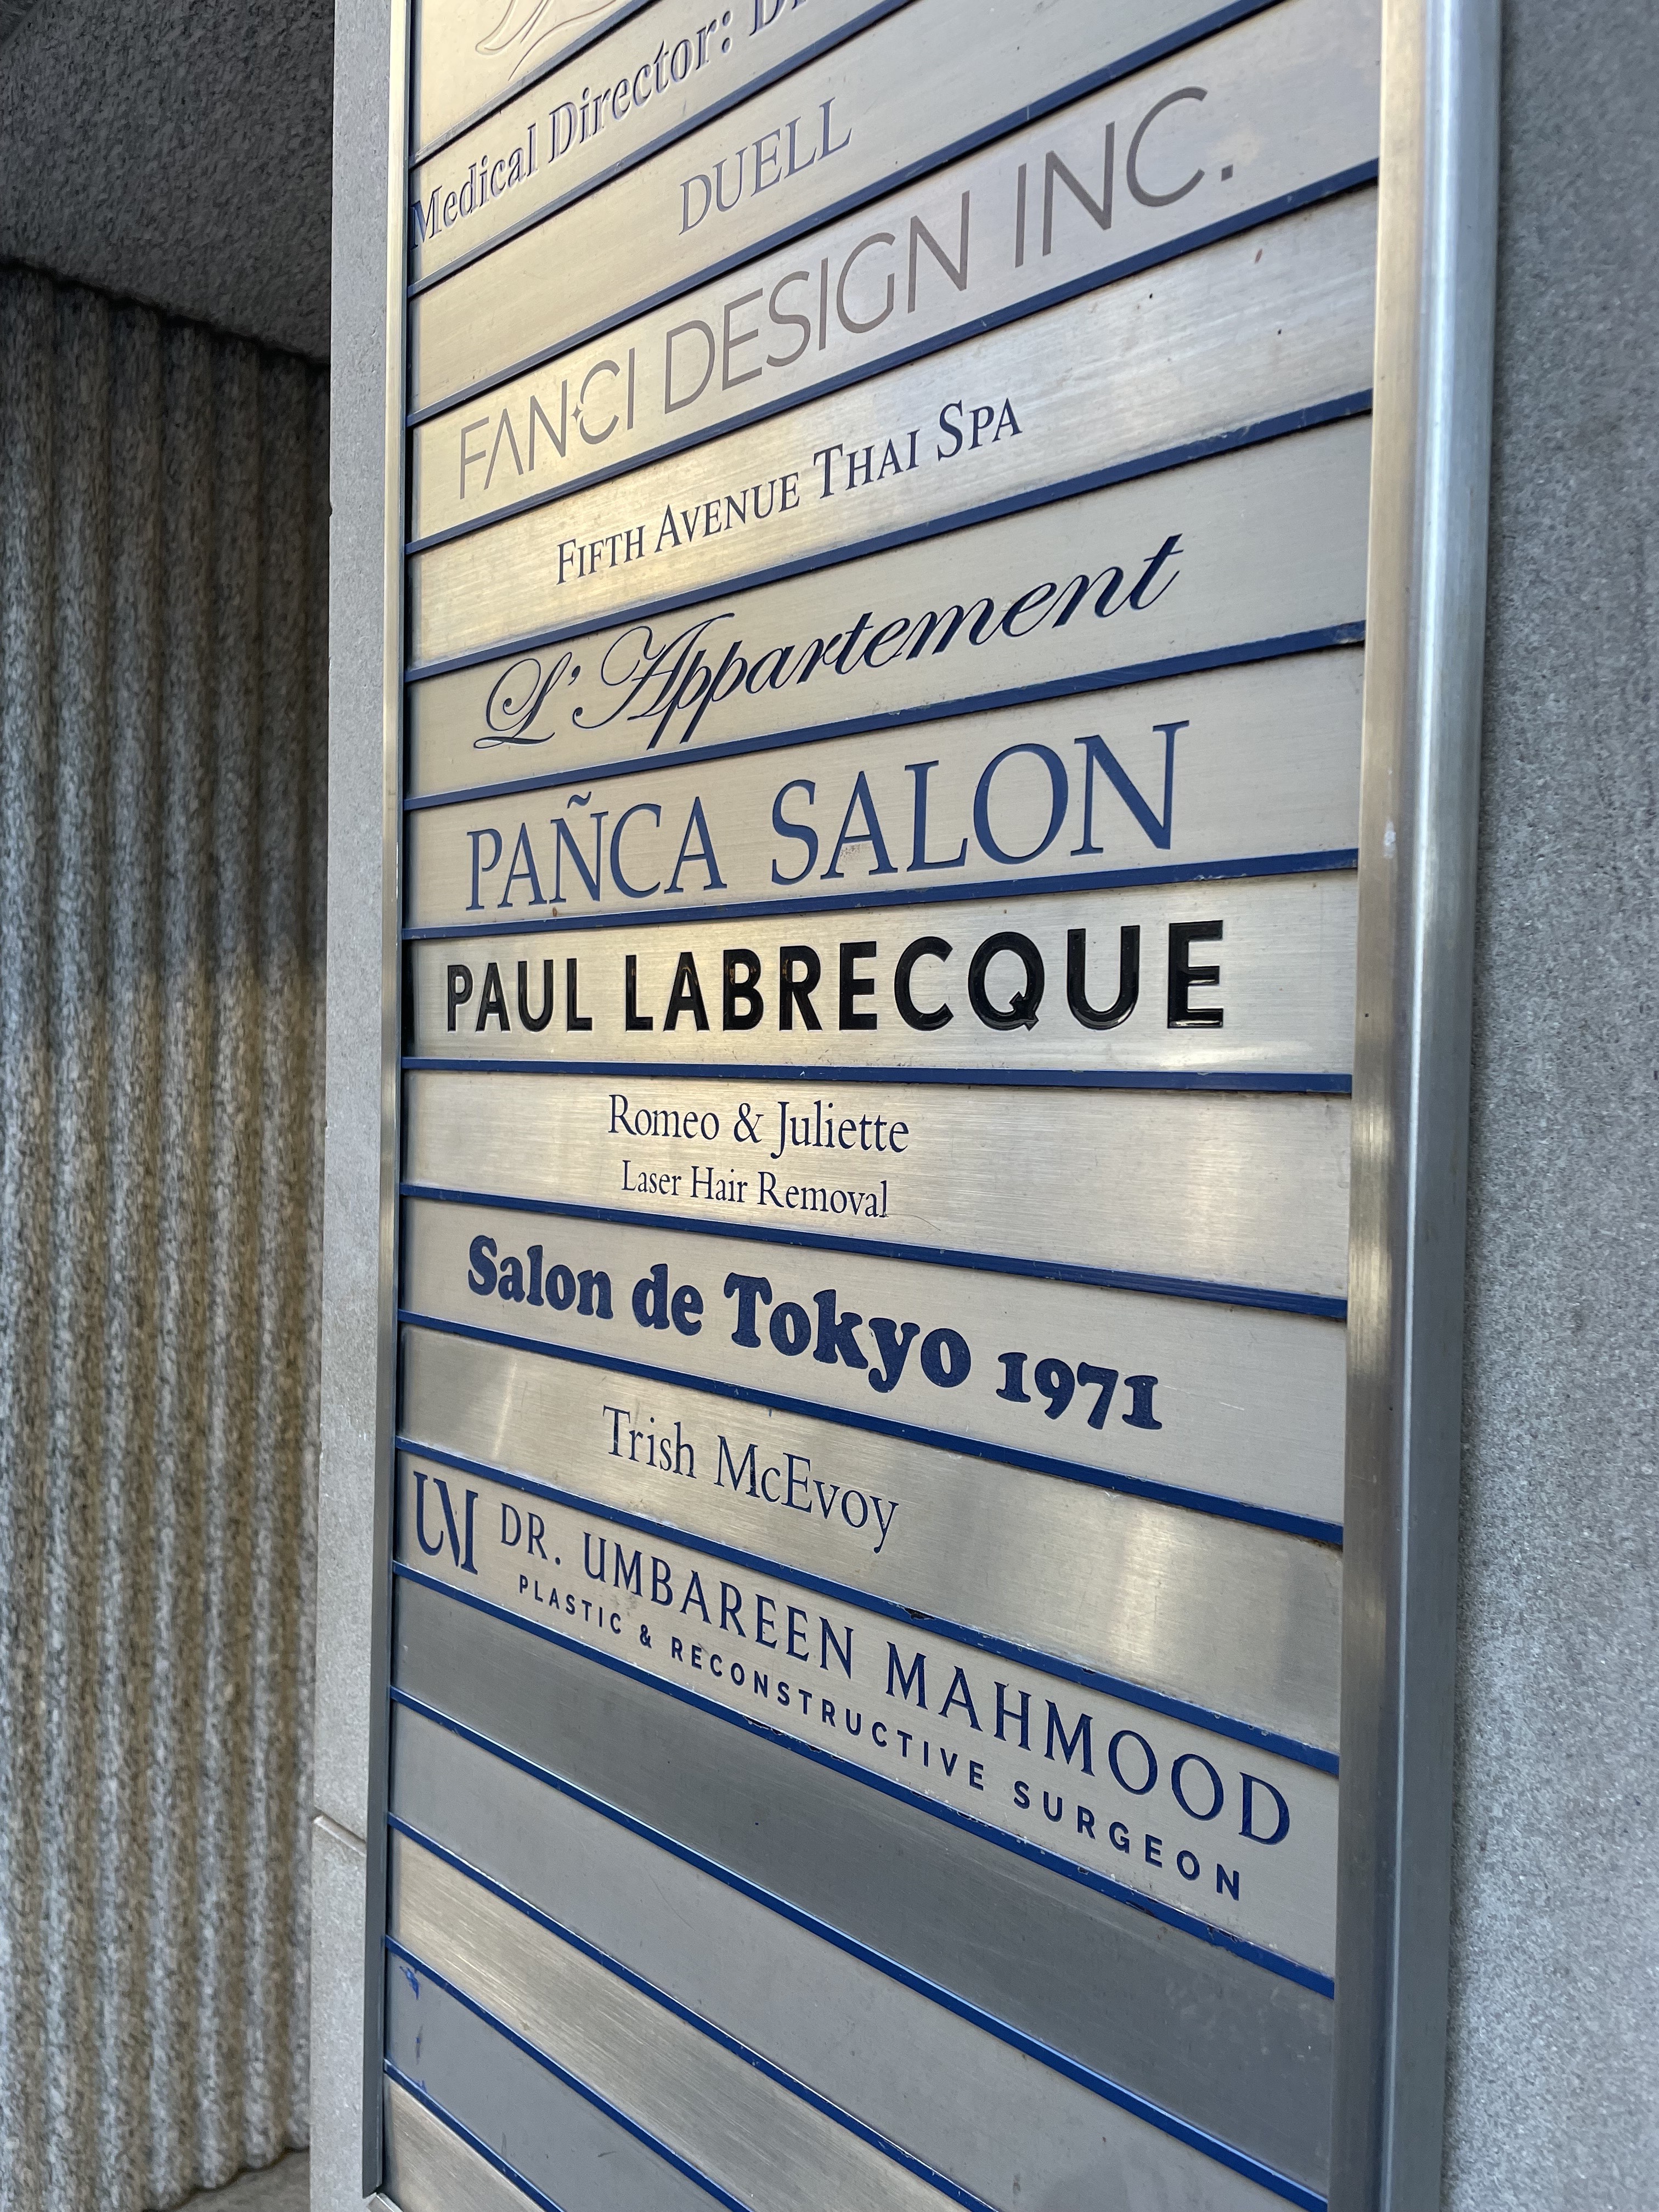 Medical Director:
DUELL
FANCI DESIGN INC.
FIFTH AVENUE THAI SPA
L'Appartement
PAÑCA SALON
PAUL LABRECQUE
Romeo & Juliette
Laser Hair Removal
Salon de Tokyo 1971
Trish McEvoy
UM DR. UMBAREEN MAHMOOD
PLASTIC & RECONSTRUCTIVE SURGEON